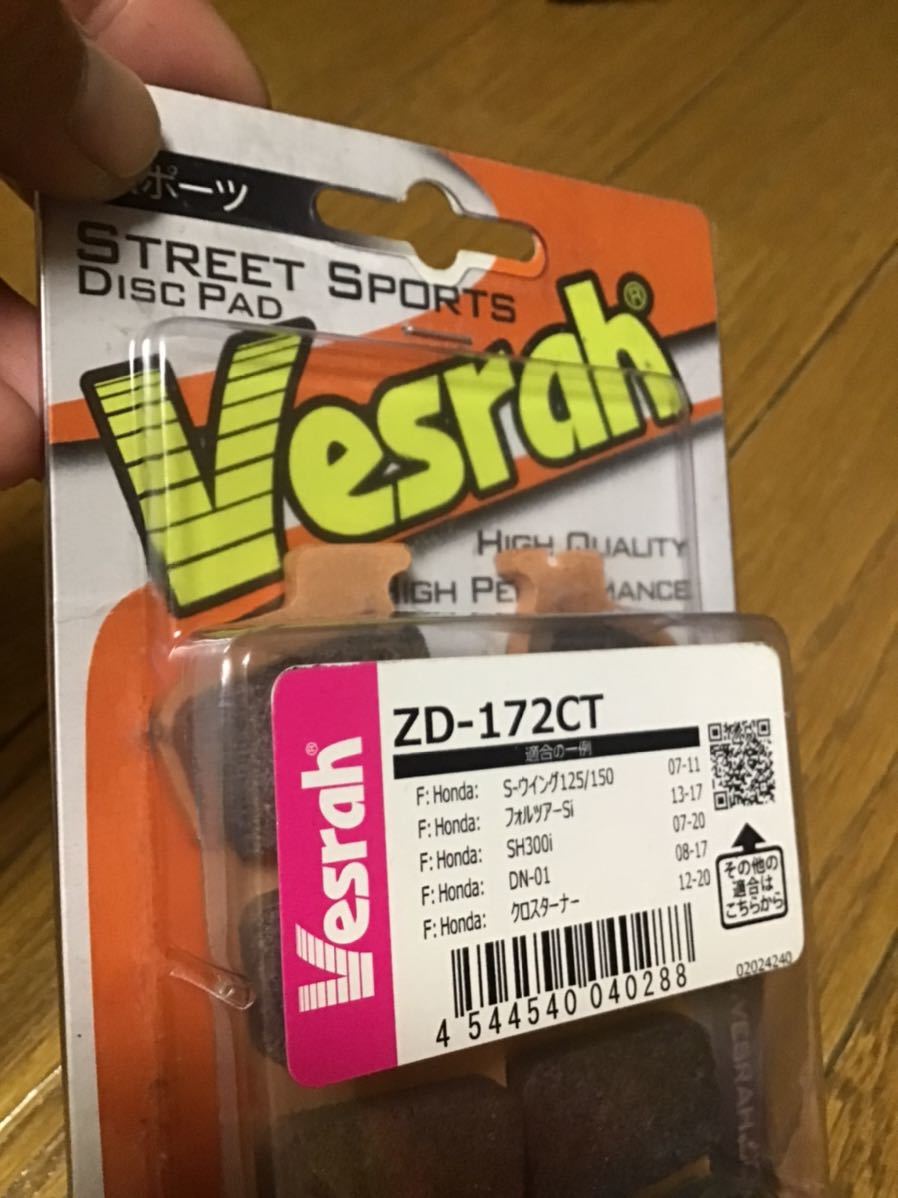 ポーツ
STREET SPORTS
DISC PAD
Vesrah®
HIGH QUALITY
HIGH PE MANCE
Vesrah®
ZD-172CT
適合の一例
F: Honda: S-ウイング125/150 07-11
F: Honda: フォルツアーSi 13-17
F: Honda: SH300i 07-20
F: Honda: DN-01 08-17
F: Honda: クロスターナー 12-20
その他の
適合は
こちらから
4 544540 040288
02024240
VESRAH